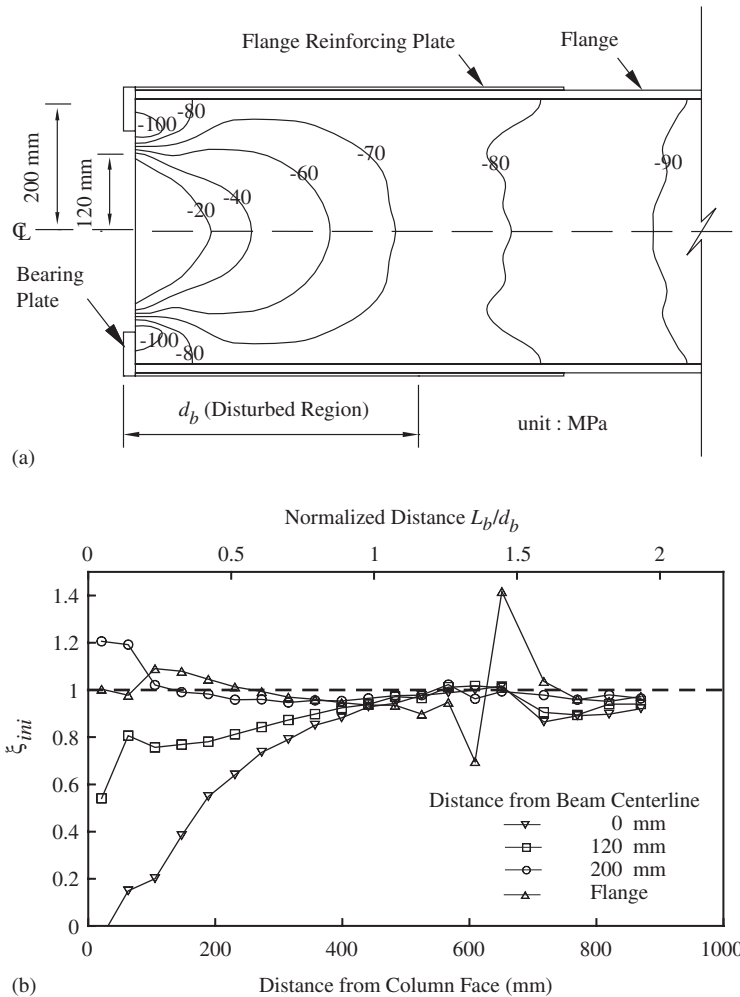 Flange Reinforcing Plate
Flange
-80
-100
-70
-80
-90
-60
-40
-20
200 mm
120 mm
℄
Bearing
Plate
-100
-80
d_b (Disturbed Region)
unit : MPa
(a)
Normalized Distance L_b/d_b
0 0.5 1 1.5 2
1.4
1.2
1
0.8
0.6
0.4
0.2
0
ξ_ini
Distance from Beam Centerline
0 mm
120 mm
200 mm
Flange
0 200 400 600 800 1000
(b)
Distance from Column Face (mm)